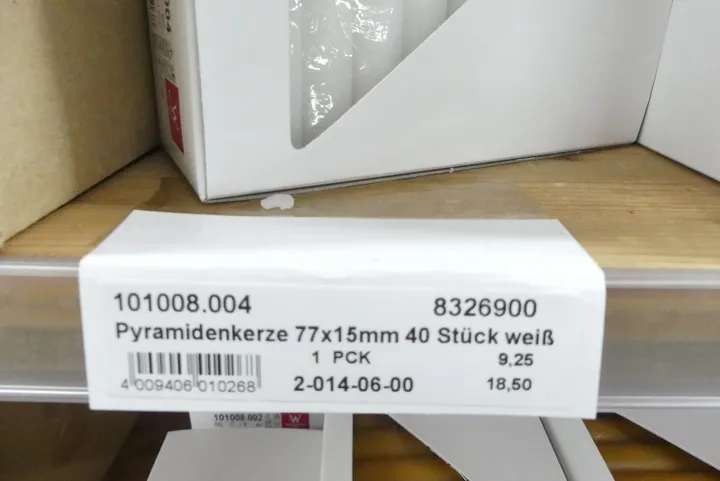 004
W
101008.004 8326900
Pyramidenkerze 77x15mm 40 Stück weiß
1 PCK 9,25
4 009406 010268 2-014-06-00 18,50
101008.002
W